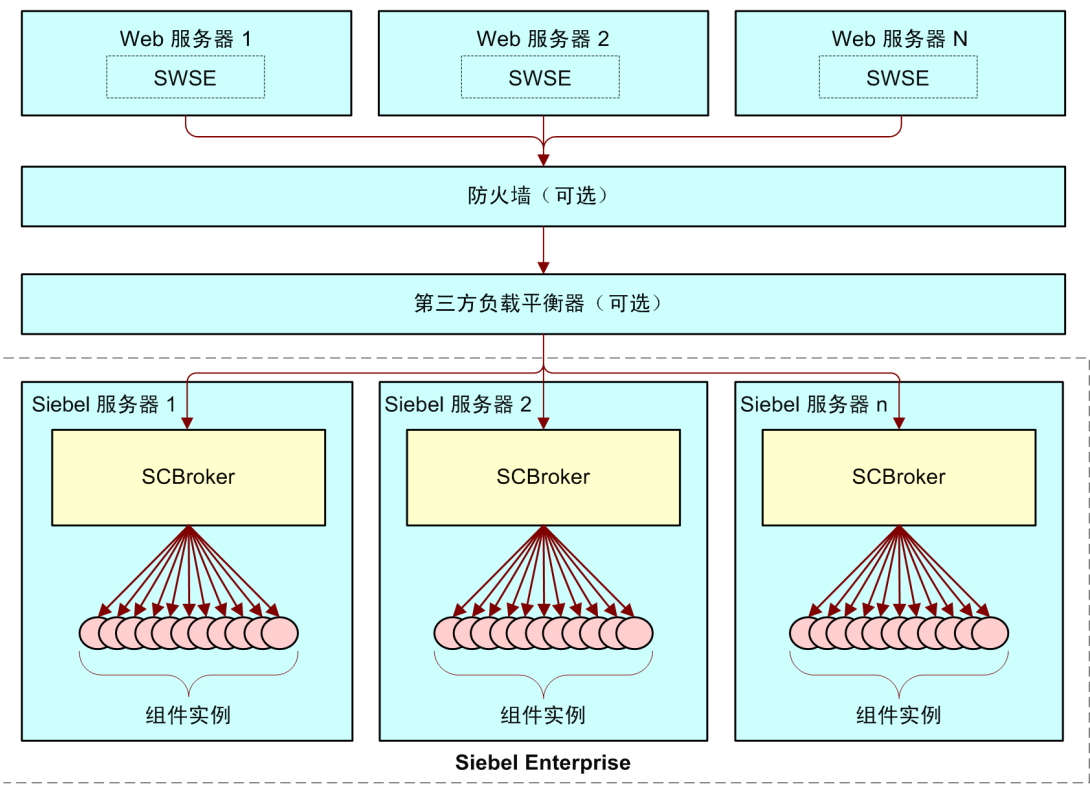 Web 服务器 1
Web 服务器 2
Web 服务器 N
SWSE
SWSE
SWSE
防火墙（可选）
第三方负载平衡器（可选）
Siebel 服务器 1
Siebel 服务器 2
Siebel 服务器 n
SCBroker
SCBroker
SCBroker
组件实例
组件实例
组件实例
Siebel Enterprise